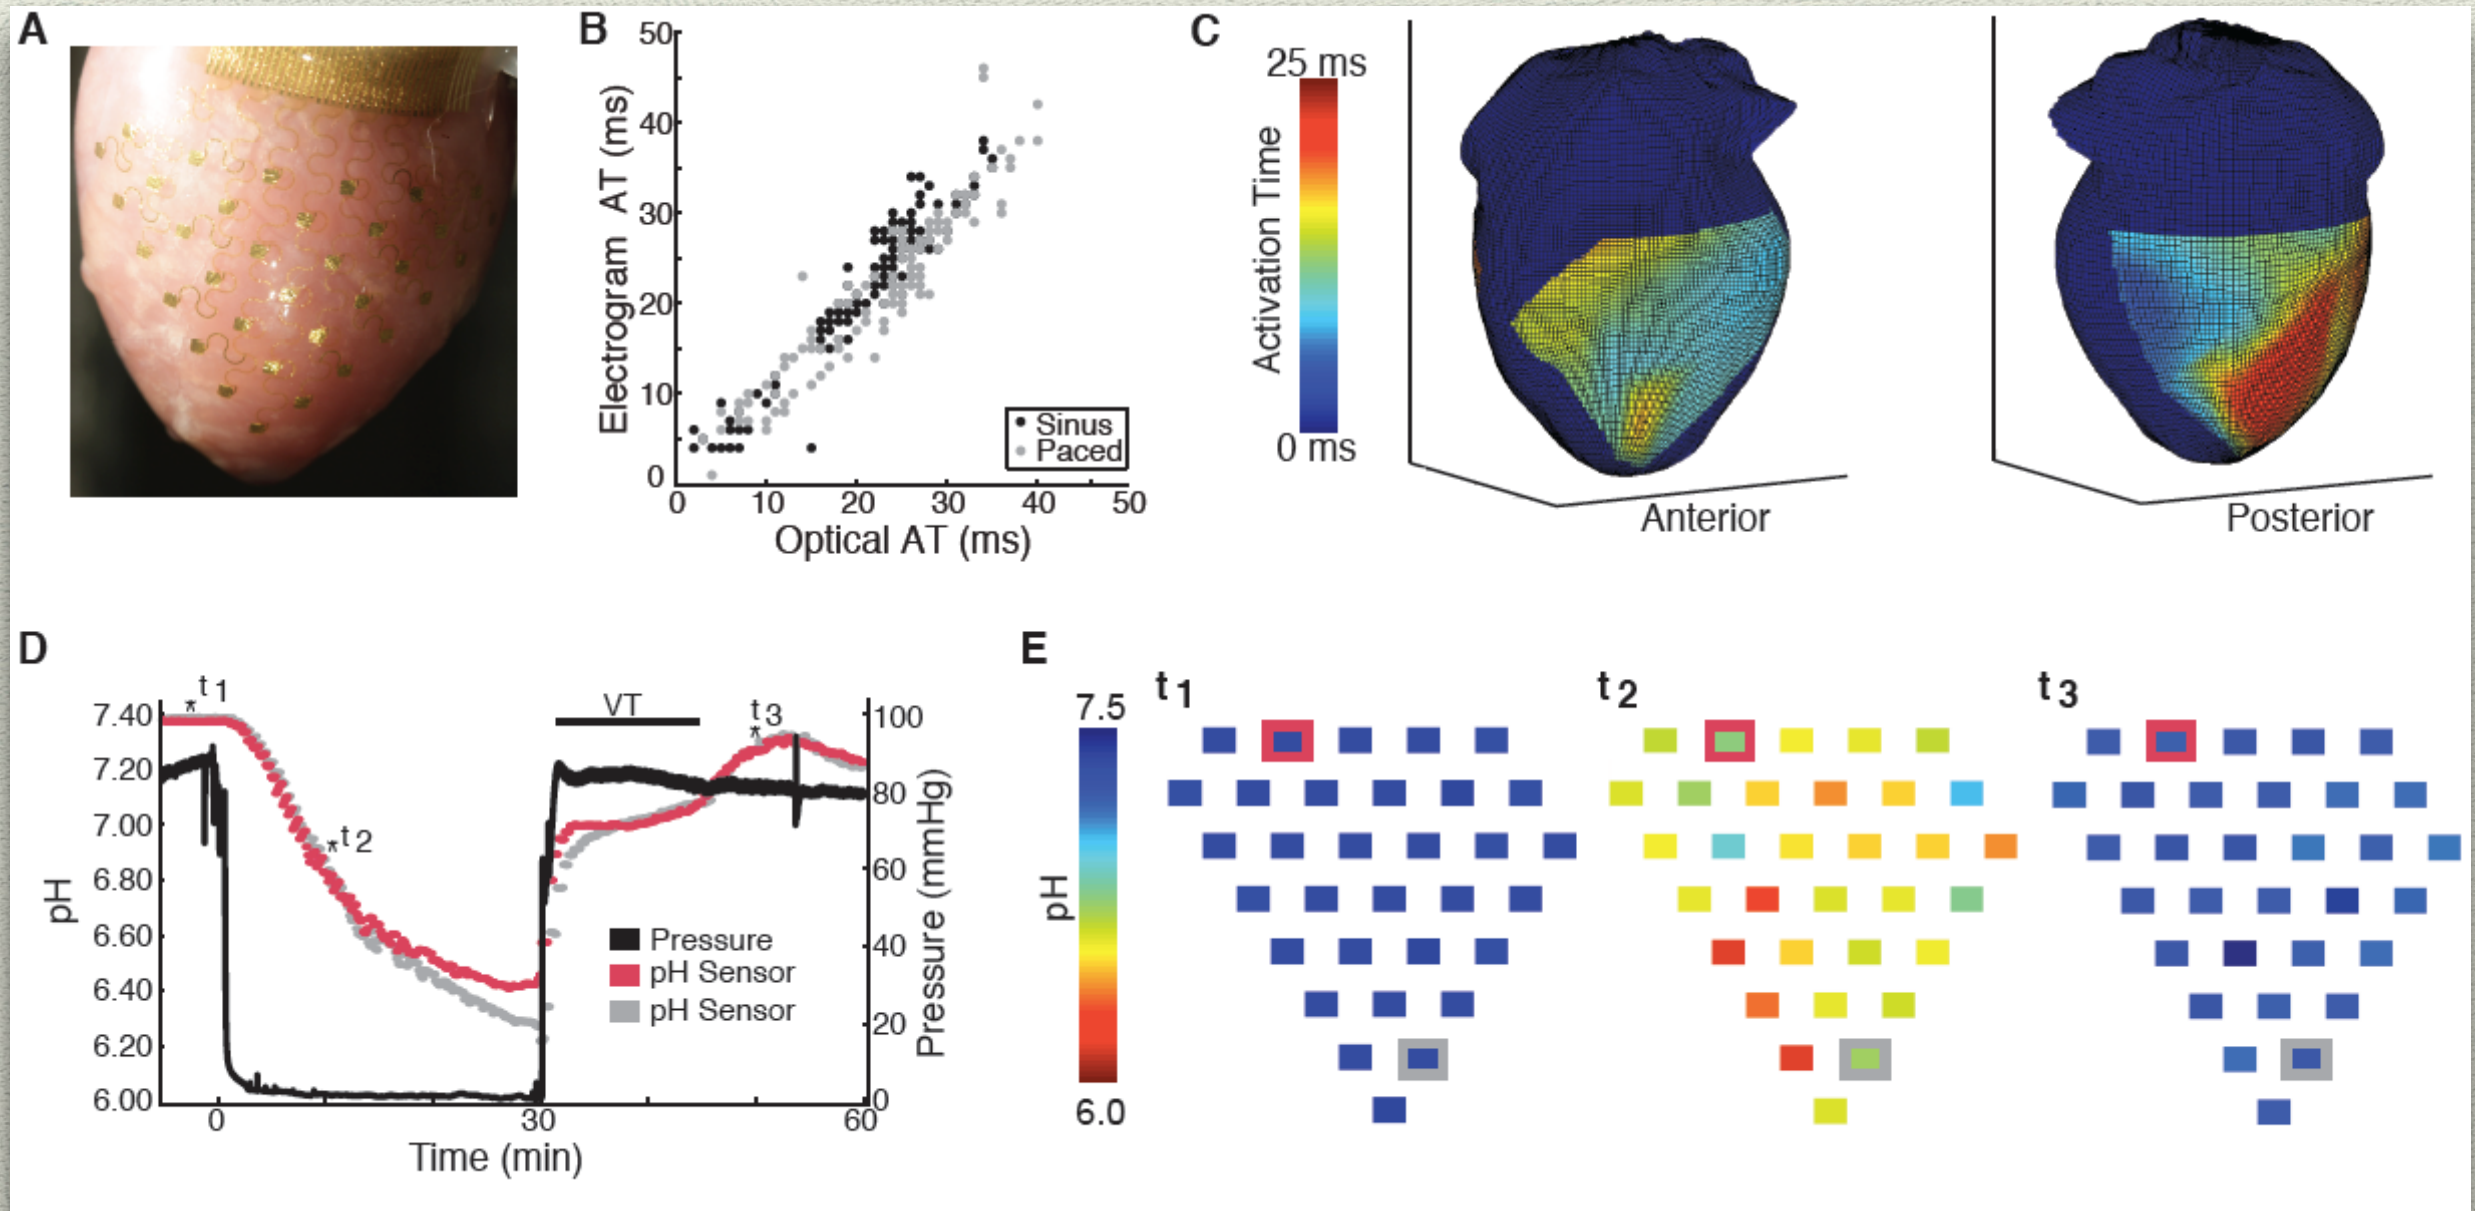 A
B
50
40
30
20
10
0
0 10 20 30 40 50
Electrogram AT (ms)
Optical AT (ms)
Sinus
Paced
C
25 ms
Activation Time
0 ms
Anterior
Posterior
D
7.40
7.20
7.00
6.80
6.60
6.40
6.20
6.00
pH
* t1
*t2
VT
t3
*
Pressure
pH Sensor
pH Sensor
100
80
60
40
20
0
Pressure (mmHg)
0 30 60
Time (min)
E
7.5
pH
6.0
t1
t2
t3